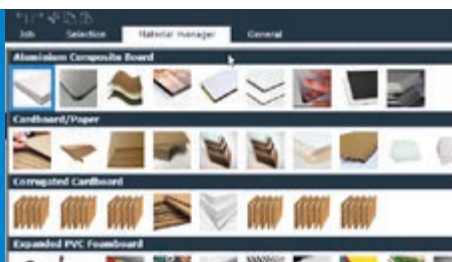 Job Selection Material manager General
Aluminium Composite Board
Cardboard/Paper
Corrugated Cardboard
Expanded PVC Foamboard